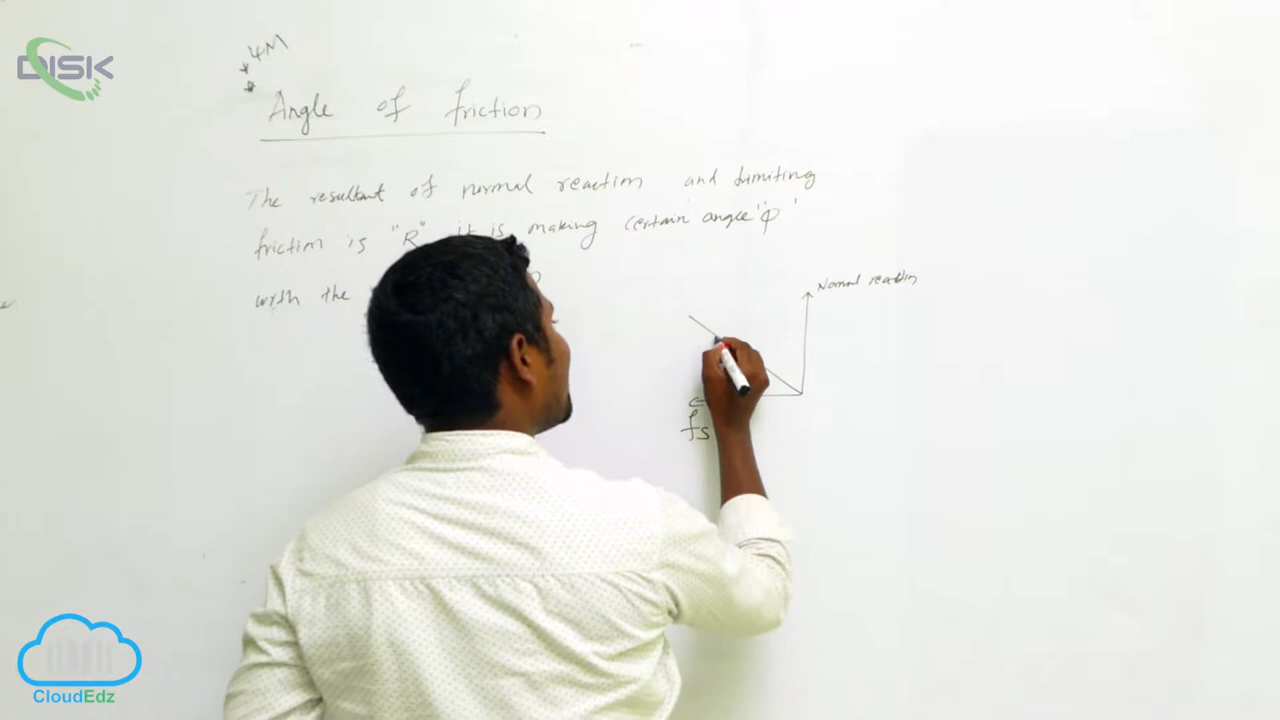 DISK
4M
Angle of friction
The resultant of normal reaction and limiting
friction is "R" it is making certain angle "φ"
with the
Normal reaction
fs
CloudEdz